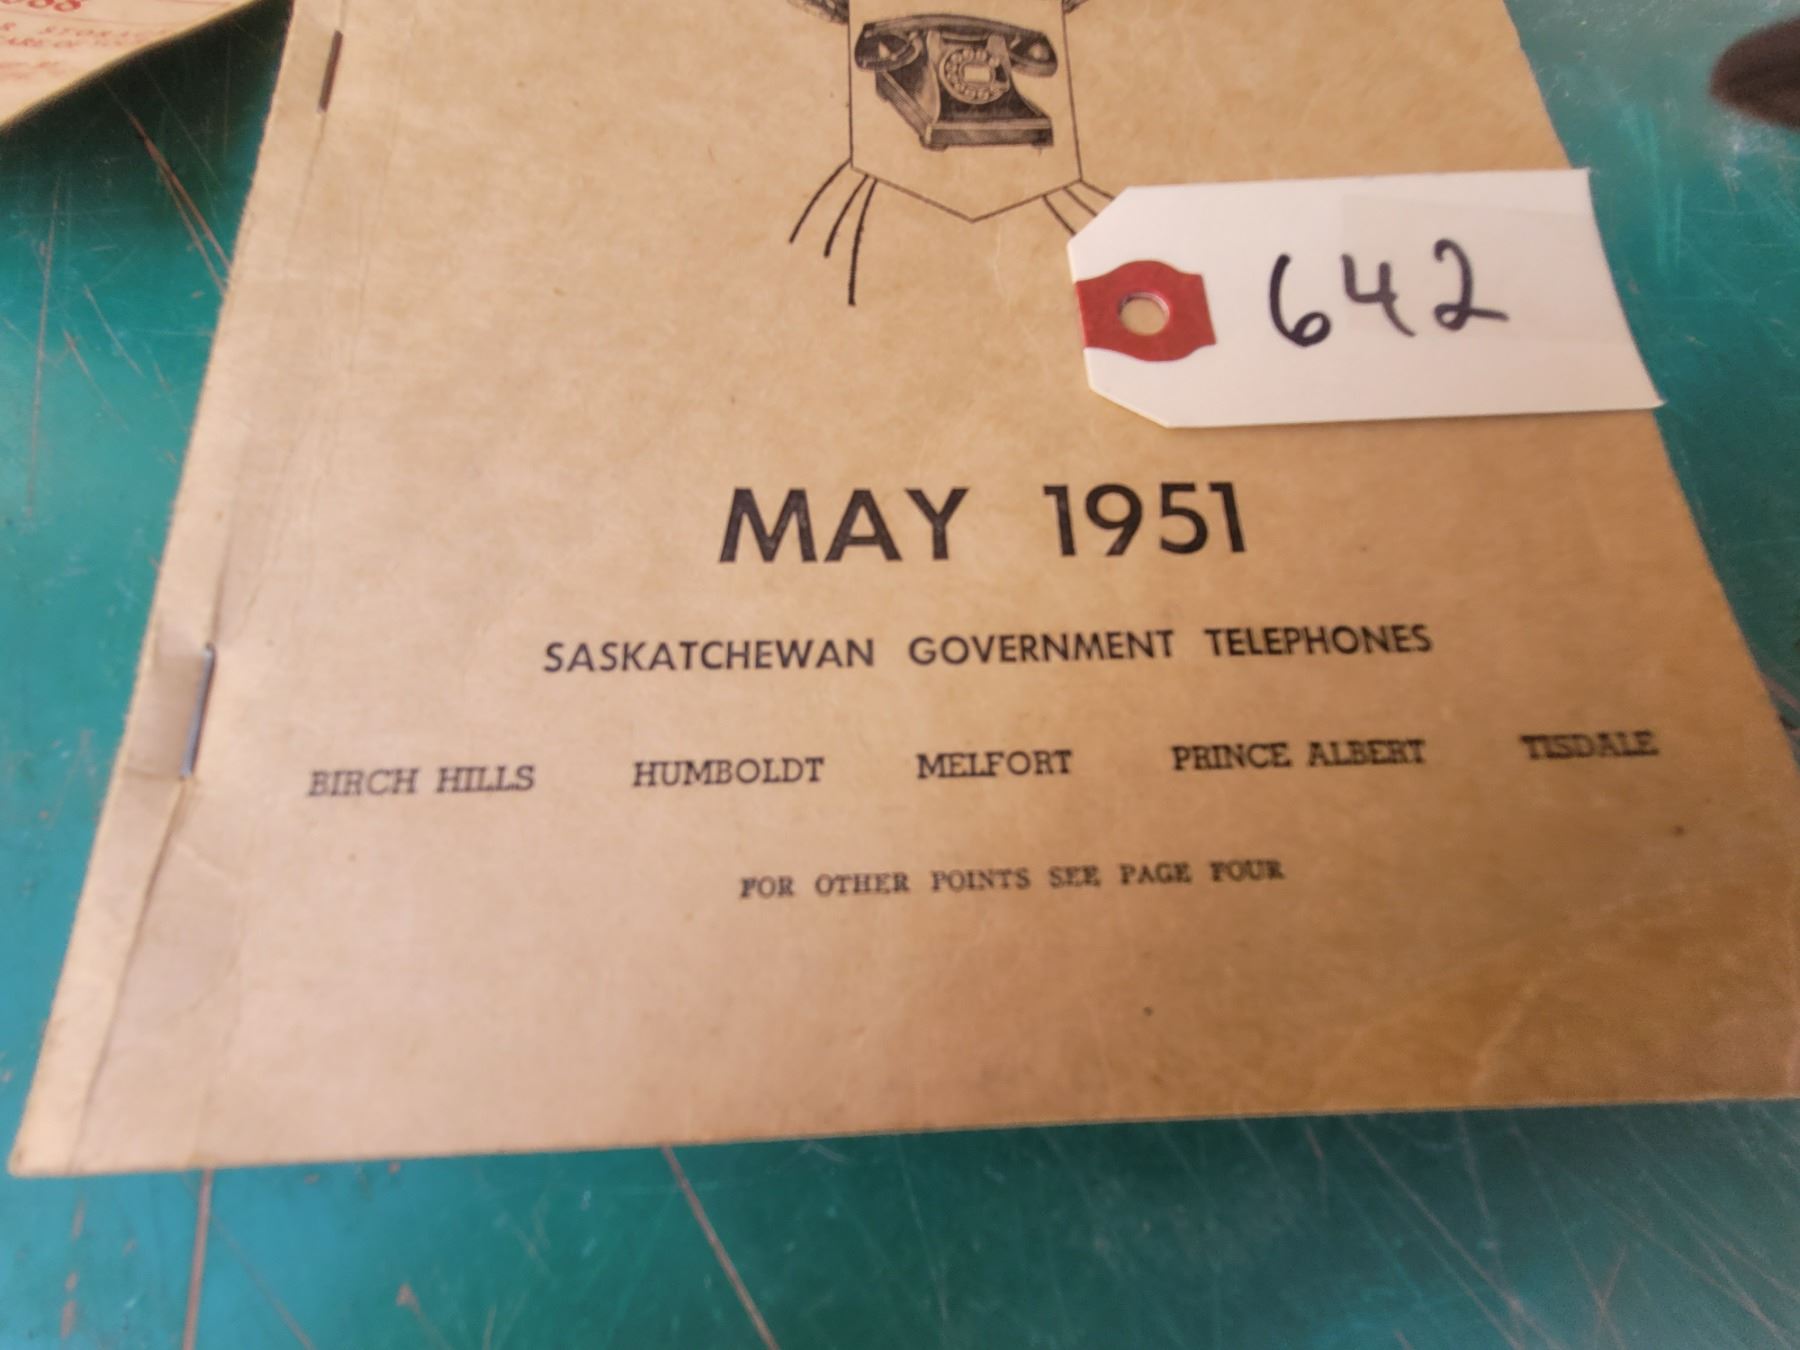 642
MAY 1951
SASKATCHEWAN GOVERNMENT TELEPHONES
BIRCH HILLS HUMBOLDT MELFORT PRINCE ALBERT TISDALE
FOR OTHER POINTS SEE PAGE FOUR